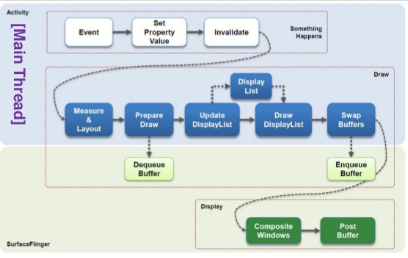 Activity
[Main Thread]
Event
Set
Property
Value
Invalidate
Something
Happens
Draw
Measure
&
Layout
Prepare
Draw
Update
DisplayList
Display
List
Draw
DisplayList
Swap
Buffers
Dequeue
Buffer
Enqueue
Buffer
Display
Composite
Windows
Post
Buffer
SurfaceFlinger